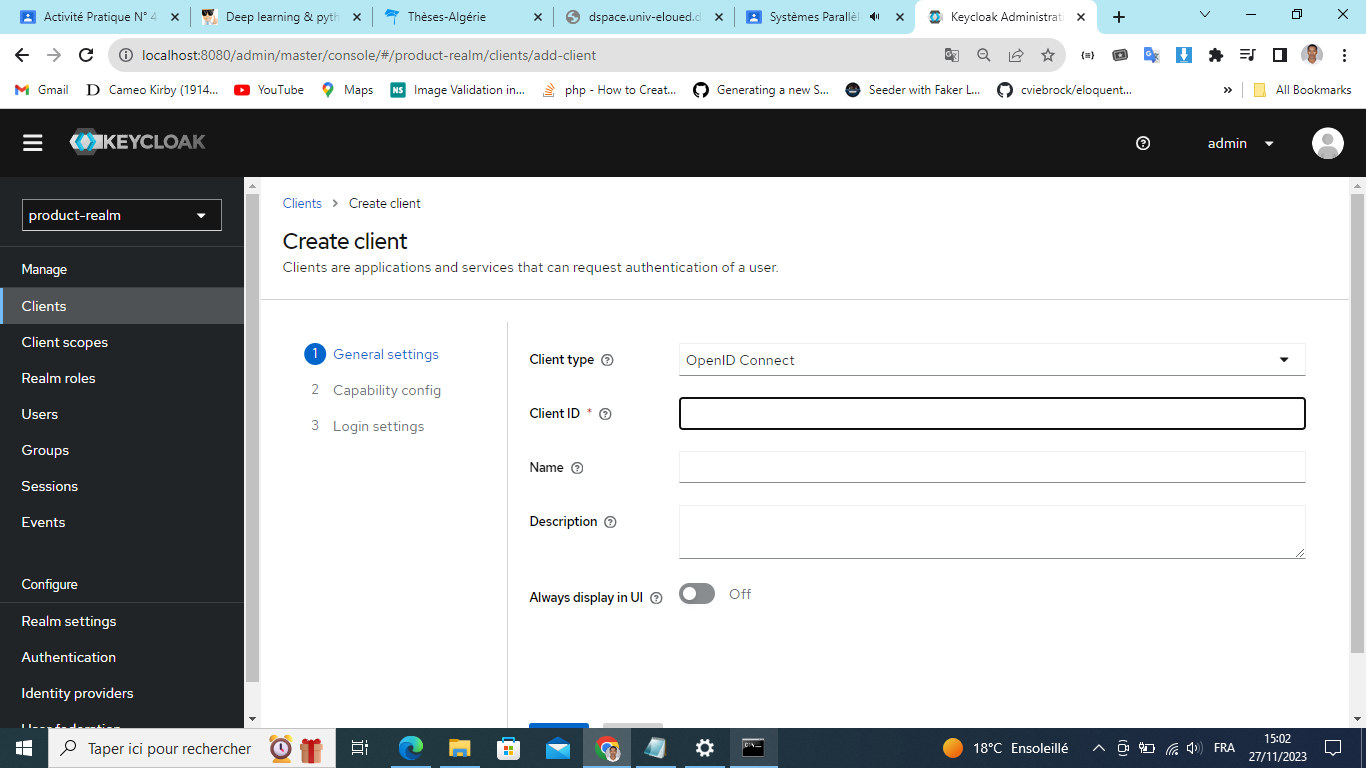 Activité Pratique N° 4
Deep learning & pyth
Thèses-Algérie
dspace.univ-eloued.d
Systèmes Parallèl
Keycloak Administrat
localhost:8080/admin/master/console/#/product-realm/clients/add-client
Gmail
Cameo Kirby (1914...
YouTube
Maps
NS
Image Validation in...
php - How to Creat...
Generating a new S...
Seeder with Faker L...
cviebrock/eloquent...
»
All Bookmarks
KEYCLOAK
admin
product-realm
Manage
Clients
Client scopes
Realm roles
Users
Groups
Sessions
Events
Configure
Realm settings
Authentication
Identity providers
User federation
Clients > Create client
Create client
Clients are applications and services that can request authentication of a user.
1 General settings
2 Capability config
3 Login settings
Client type
OpenID Connect
Client ID *
Name
Description
Always display in UI
Off
Taper ici pour rechercher
18°C Ensoleillé
FRA
15:02
27/11/2023